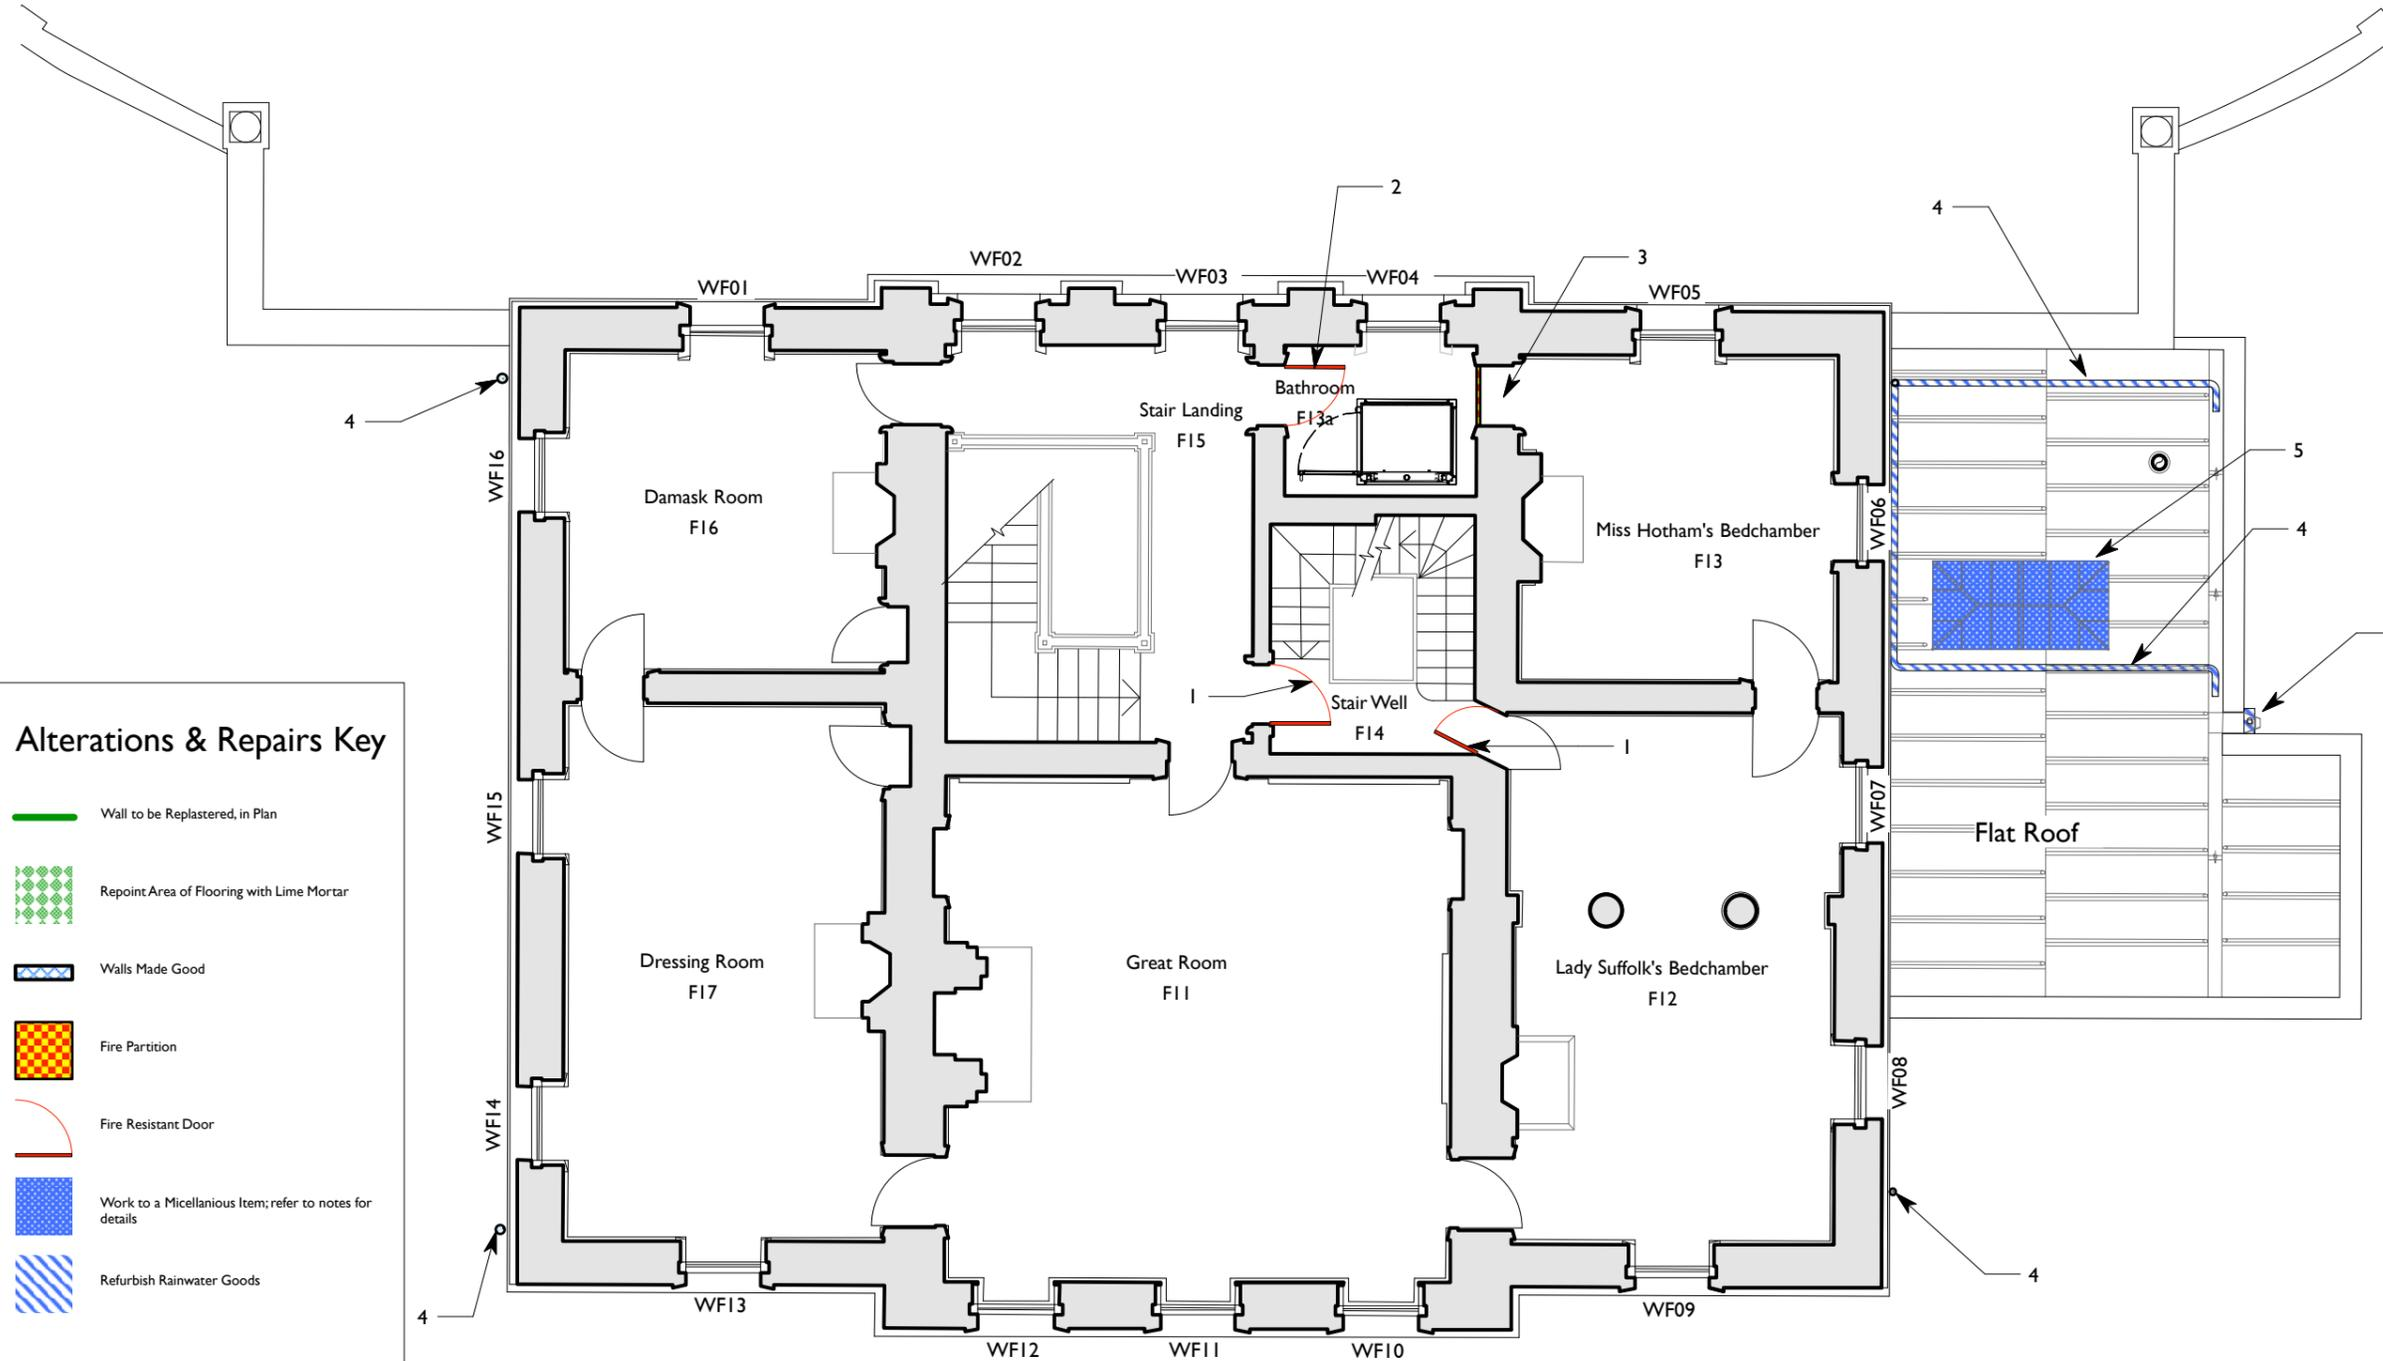 2
4
3
WF02
WF03
WF04
WF01
WF05
4
Bathroom
F13a
Stair Landing
F15
WF16
Damask Room
F16
Miss Hotham's Bedchamber
F13
WF06
5
4
1
Stair Well
F14
1
WF15
WF07
Flat Roof
Dressing Room
F17
Great Room
F11
Lady Suffolk's Bedchamber
F12
WF14
WF08
4
4
WF13
WF09
WF12
WF11
WF10
Alterations & Repairs Key
Wall to be Replastered, in Plan
Repoint Area of Flooring with Lime Mortar
Walls Made Good
Fire Partition
Fire Resistant Door
Work to a Micellanious Item; refer to notes for
details
Refurbish Rainwater Goods